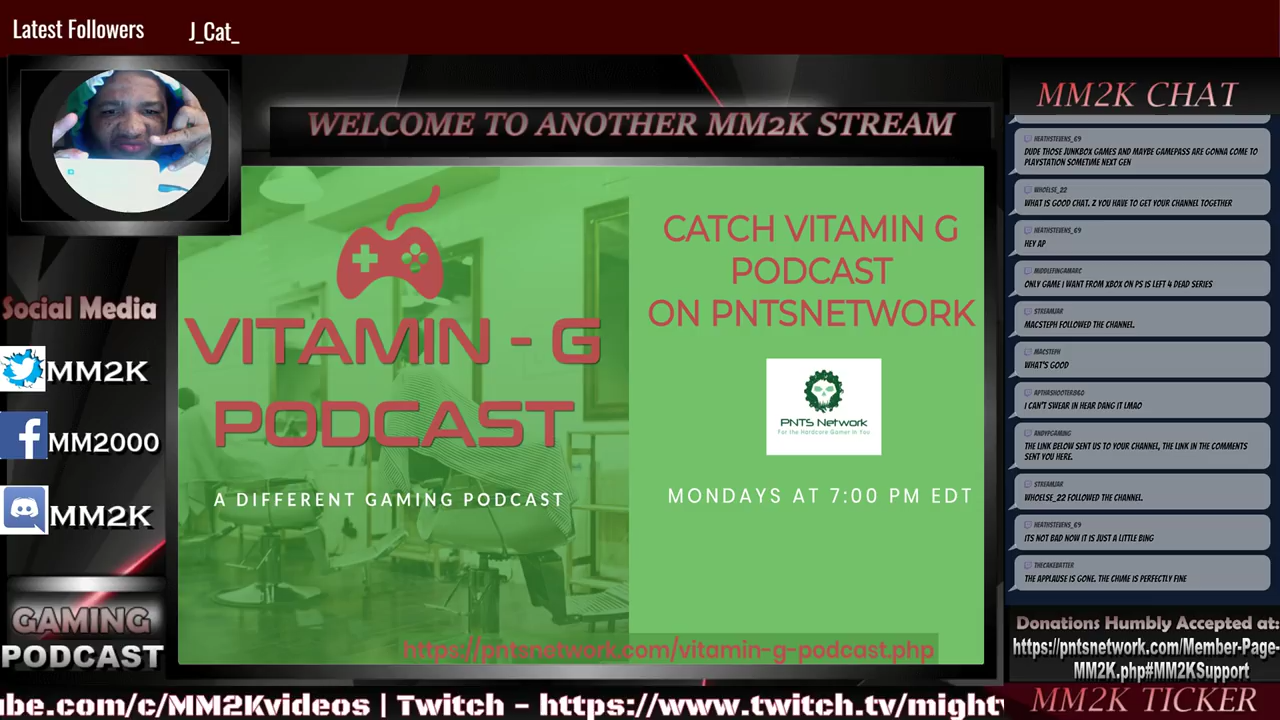 Latest Followers
J_Cat_
WELCOME TO ANOTHER MM2K STREAM
VITAMIN - G
PODCAST
A DIFFERENT GAMING PODCAST
CATCH VITAMIN G
PODCAST
ON PNTSNETWORK
PNTS Network
For the Hardcore Gamer In You
MONDAYS AT 7:00 PM EDT
https://pntsnetwork.com/vitamin-g-podcast.php
Social Media
MM2K
MM2000
MM2K
GAMING
PODCAST
MM2K CHAT
HEATHSTEVENS_69
DUDE THOSE JUNKBOX GAMES AND MAYBE GAMEPASS ARE GONNA COME TO
PLAYSTATION SOMETIME NEXT GEN
WHOELSE_22
WHAT IS GOOD CHAT. Z YOU HAVE TO GET YOUR CHANNEL TOGETHER
HEATHSTEVENS_69
HEY AP
MIDDLEFINGAMARC
ONLY GAME I WANT FROM XBOX ON PS IS LEFT 4 DEAD SERIES
STREAMJAR
MACSTEPH FOLLOWED THE CHANNEL.
MACSTEPH
WHAT'S GOOD
APTHASHOOTER860
I CAN'T SWEAR IN HEAR DANG IT LMAO
ANDYFGAMING
THE LINK BELOW SENT US TO YOUR CHANNEL, THE LINK IN THE COMMENTS
SENT YOU HERE.
STREAMJAR
WHOELSE_22 FOLLOWED THE CHANNEL.
HEATHSTEVENS_69
ITS NOT BAD NOW IT IS JUST A LITTLE BING
THECAKEBATTER
THE APPLAUSE IS GONE. THE CHIME IS PERFECTLY FINE
Donations Humbly Accepted at:
https://pntsnetwork.com/Member-Page-
MM2K.php#MM2KSupport
MM2K TICKER
be.com/c/MM2Kvideos | Twitch - https://www.twitch.tv/might